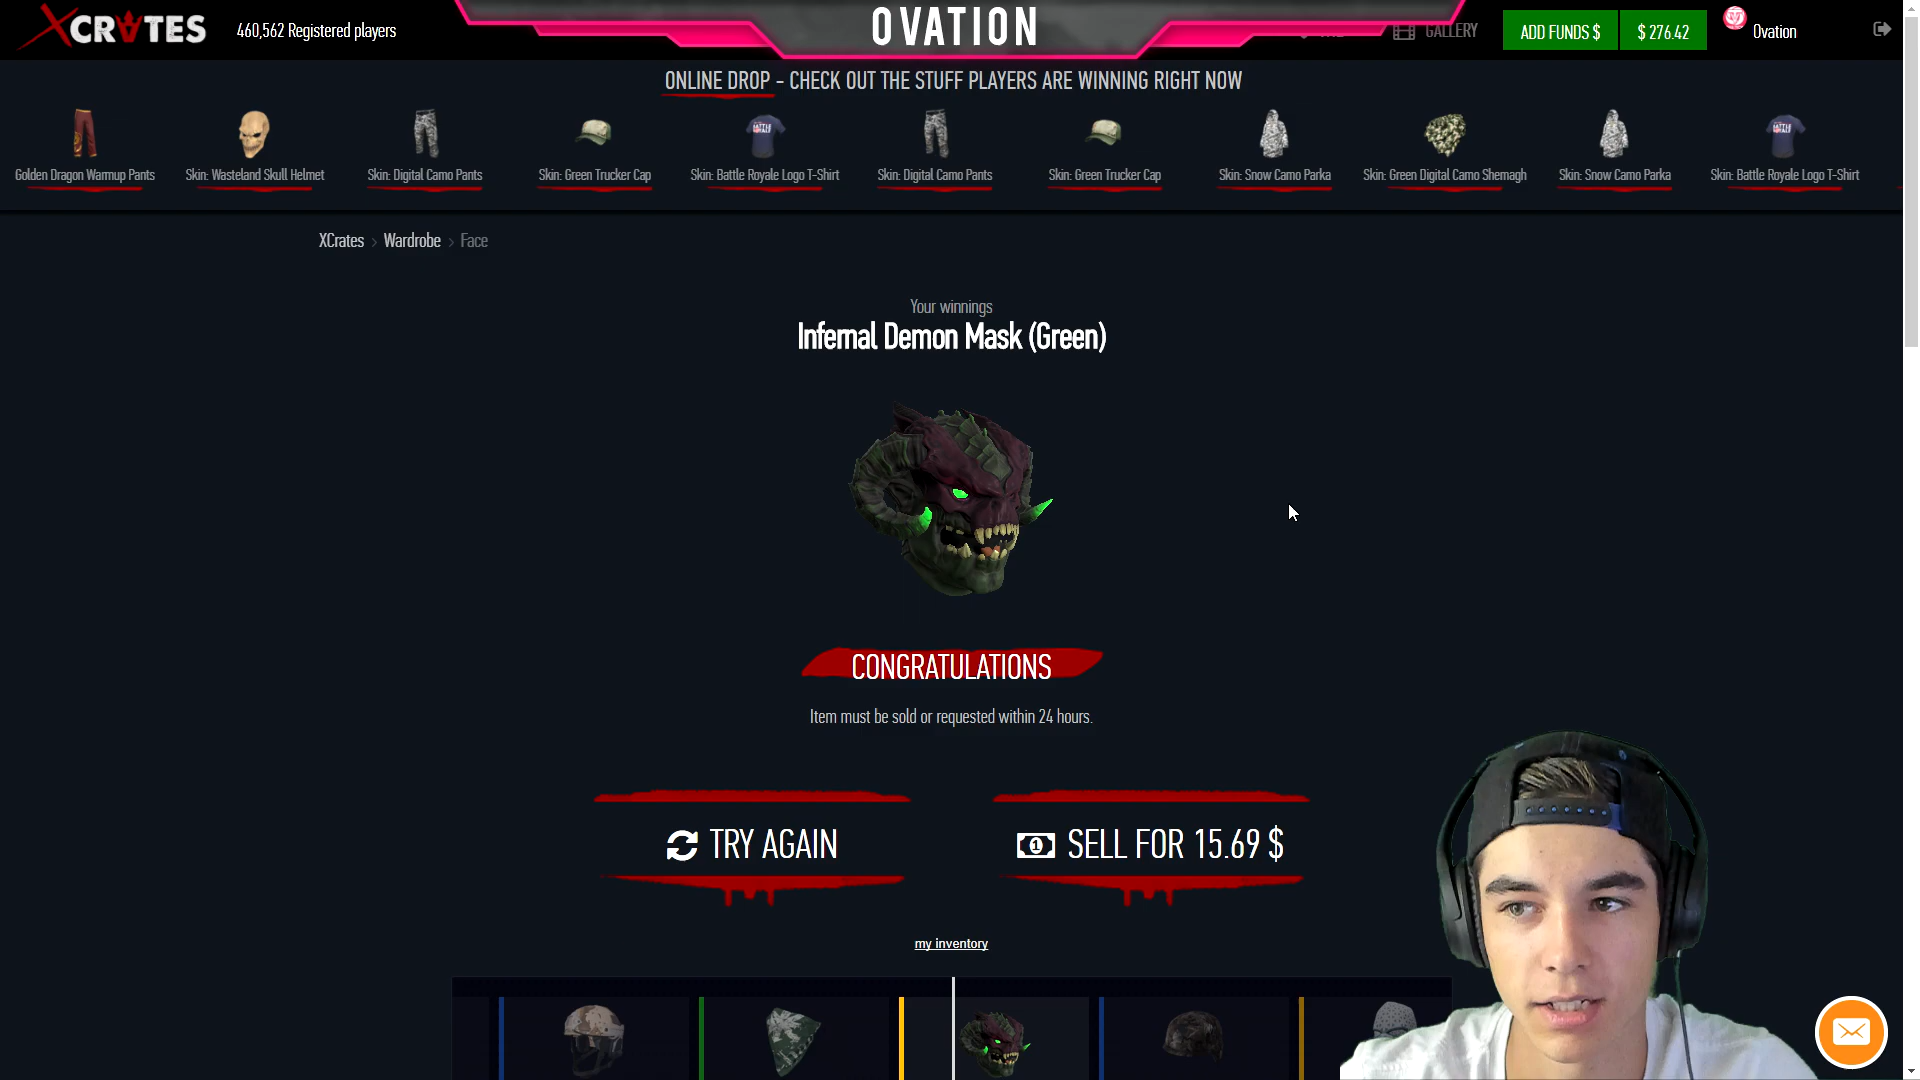 XCRATES
460,562 Registered players
OVATION
GALLERY
ADD FUNDS $
$ 276.42
Ovation
ONLINE DROP - CHECK OUT THE STUFF PLAYERS ARE WINNING RIGHT NOW
Golden Dragon Warmup Pants
Skin: Wasteland Skull Helmet
Skin: Digital Camo Pants
Skin: Green Trucker Cap
Skin: Battle Royale Logo T-Shirt
Skin: Digital Camo Pants
Skin: Green Trucker Cap
Skin: Snow Camo Parka
Skin: Green Digital Camo Shemagh
Skin: Snow Camo Parka
Skin: Battle Royale Logo T-Shirt
XCrates > Wardrobe > Face
Your winnings
Infernal Demon Mask (Green)
CONGRATULATIONS
Item must be sold or requested within 24 hours.
TRY AGAIN
SELL FOR 15.69 $
my inventory